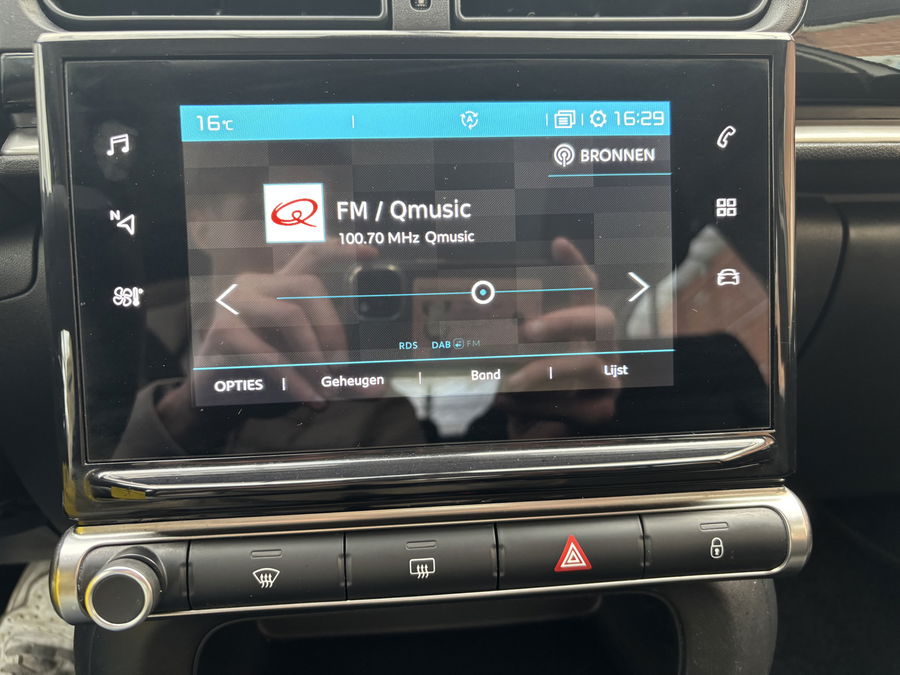 16°C
A
16:29
BRONNEN
N
FM / Qmusic
100.70 MHz Qmusic
RDS DAB FM
OPTIES | Geheugen | Band | Lijst